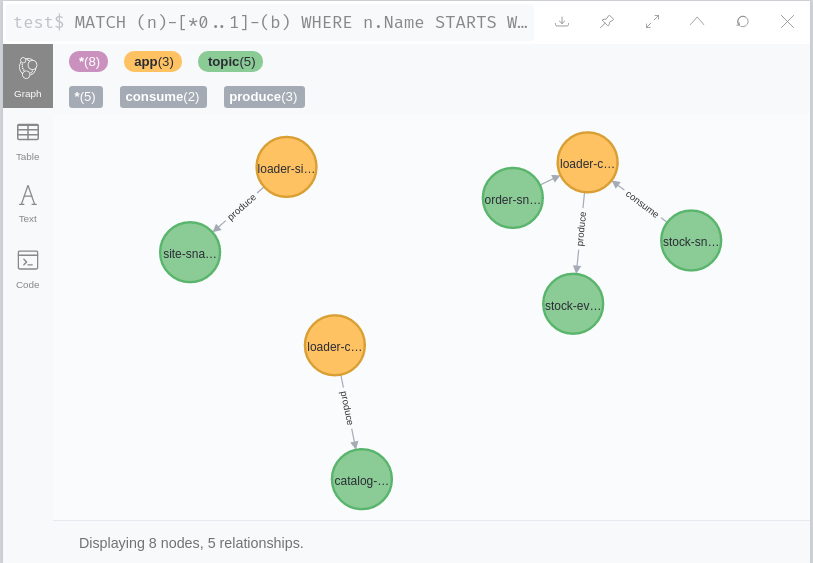 test$ MATCH (n)-[*0..1]-(b) WHERE n.Name STARTS W…
*(8) app(3) topic(5)
*(5) consume(2) produce(3)
Graph
Table
Text
Code
loader-si…
produce
site-sna…
loader-c…
order-sn…
consume
produce
stock-sn…
stock-ev…
loader-c…
produce
catalog-…
Displaying 8 nodes, 5 relationships.